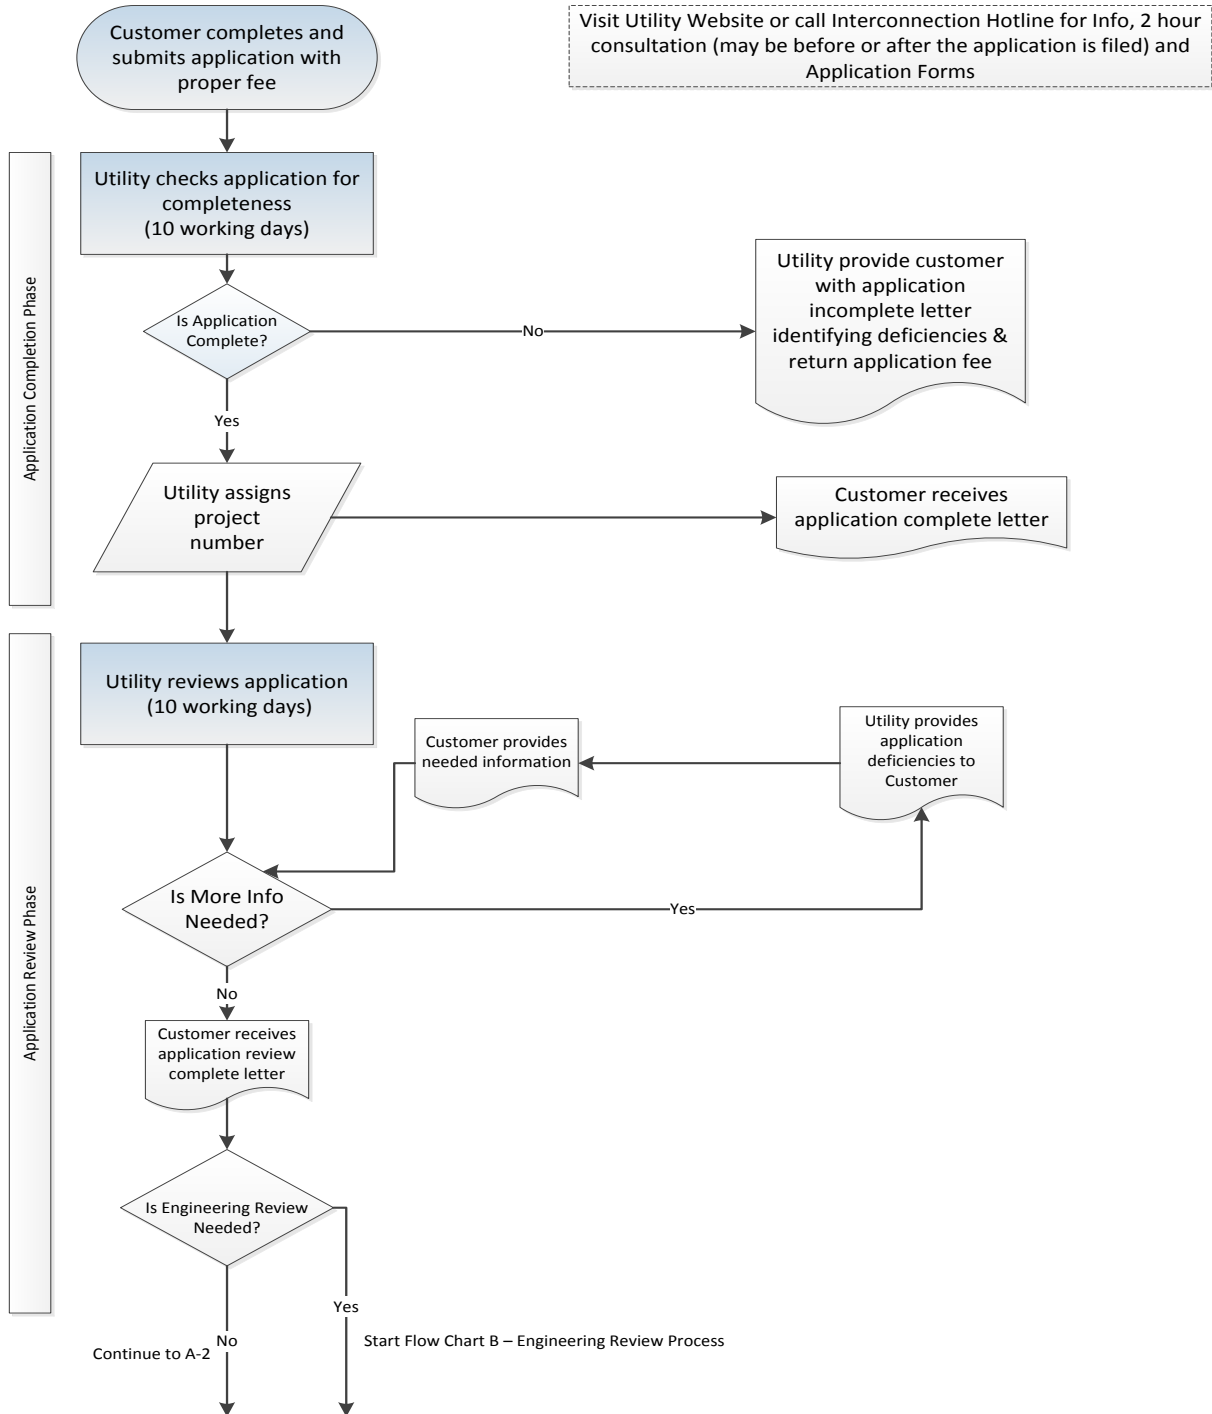 Customer completes and
submits application with
proper fee
Visit Utility Website or call Interconnection Hotline for Info, 2 hour
consultation (may be before or after the application is filed) and
Application Forms
Application Completion Phase
Utility checks application for
completeness
(10 working days)
Is Application
Complete?
No
Utility provide customer
with application
incomplete letter
identifying deficiencies &
return application fee
Yes
Utility assigns
project
number
Customer receives
application complete letter
Application Review Phase
Utility reviews application
(10 working days)
Customer provides
needed information
Utility provides
application
deficiencies to
Customer
Is More Info
Needed?
Yes
No
Customer receives
application review
complete letter
Is Engineering Review
Needed?
Yes
Start Flow Chart B – Engineering Review Process
No
Continue to A-2